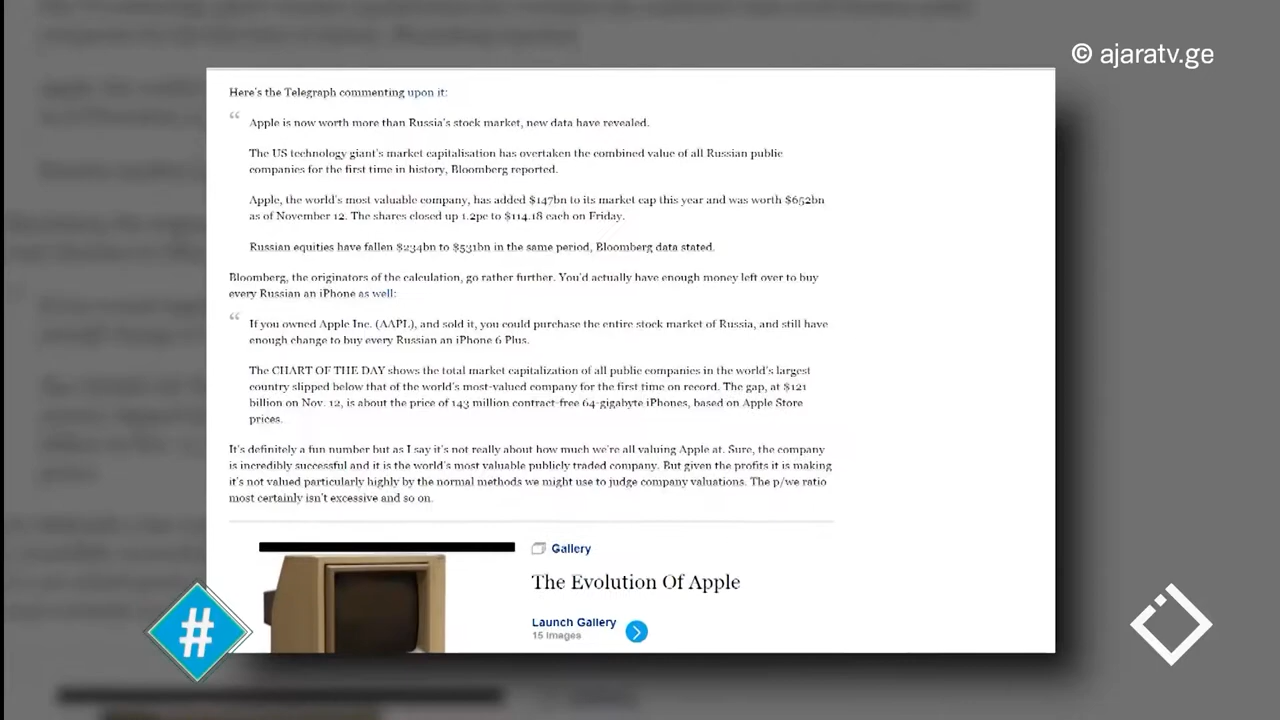 © ajaratv.ge
Here's the Telegraph commenting upon it:
“
Apple is now worth more than Russia's stock market, new data have revealed.
The US technology giant's market capitalisation has overtaken the combined value of all Russian public
companies for the first time in history, Bloomberg reported.
Apple, the world's most valuable company, has added $147bn to its market cap this year and was worth $652bn
as of November 12. The shares closed up 1.2pc to $114.18 each on Friday.
Russian equities have fallen $234bn to $531bn in the same period, Bloomberg data stated.
Bloomberg, the originators of the calculation, go rather further. You'd actually have enough money left over to buy
every Russian an iPhone as well:
“
If you owned Apple Inc. (AAPL), and sold it, you could purchase the entire stock market of Russia, and still have
enough change to buy every Russian an iPhone 6 Plus.
The CHART OF THE DAY shows the total market capitalization of all public companies in the world's largest
country slipped below that of the world's most-valued company for the first time on record. The gap, at $121
billion on Nov. 12, is about the price of 143 million contract-free 64-gigabyte iPhones, based on Apple Store
prices.
It's definitely a fun number but as I say it's not really about how much we're all valuing Apple at. Sure, the company
is incredibly successful and it is the world's most valuable publicly traded company. But given the profits it is making
it's not valued particularly highly by the normal methods we might use to judge company valuations. The p/we ratio
most certainly isn't excessive and so on.
Gallery
The Evolution Of Apple
Launch Gallery
15 images
#